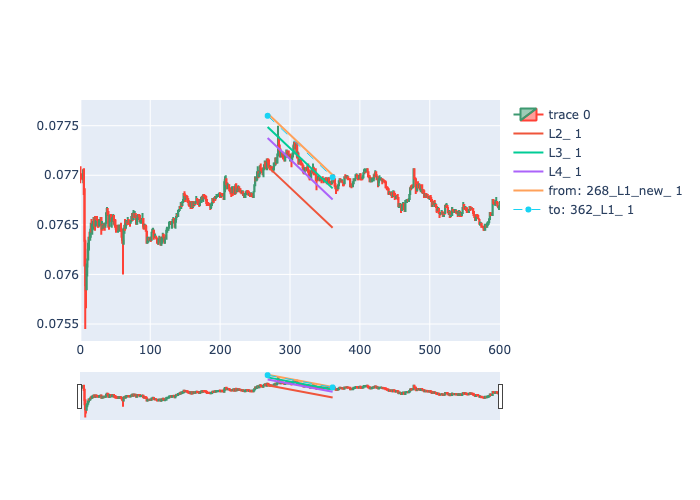 0.0775
0.077
0.0765
0.076
0.0755
0 100 200 300 400 500 600
trace 0
L2_ 1
L3_ 1
L4_ 1
from: 268_L1_new_ 1
to: 362_L1_ 1